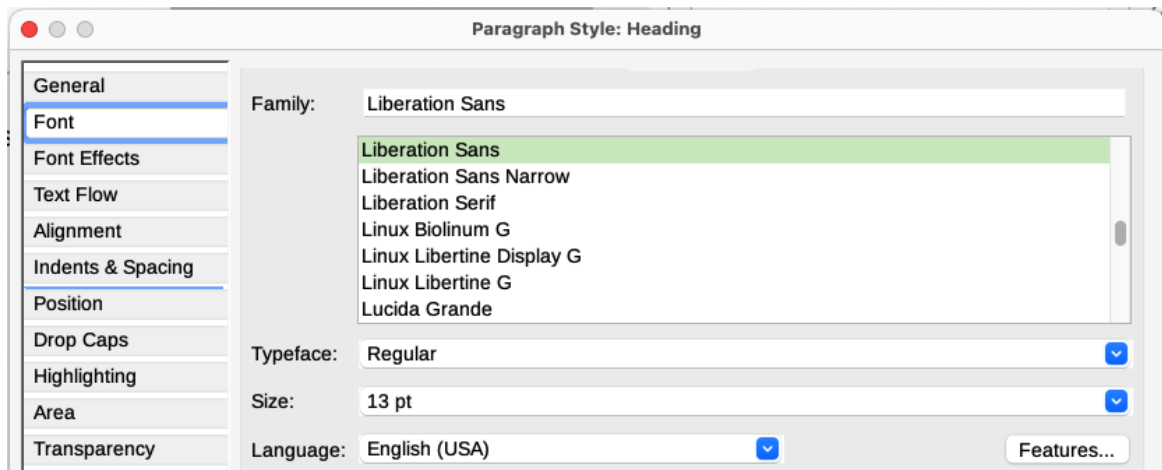 Paragraph Style: Heading
General
Font
Font Effects
Text Flow
Alignment
Indents & Spacing
Position
Drop Caps
Highlighting
Area
Transparency
Family:
Liberation Sans
Liberation Sans
Liberation Sans Narrow
Liberation Serif
Linux Biolinum G
Linux Libertine Display G
Linux Libertine G
Lucida Grande
Typeface: Regular
Size: 13 pt
Language: English (USA)
Features...